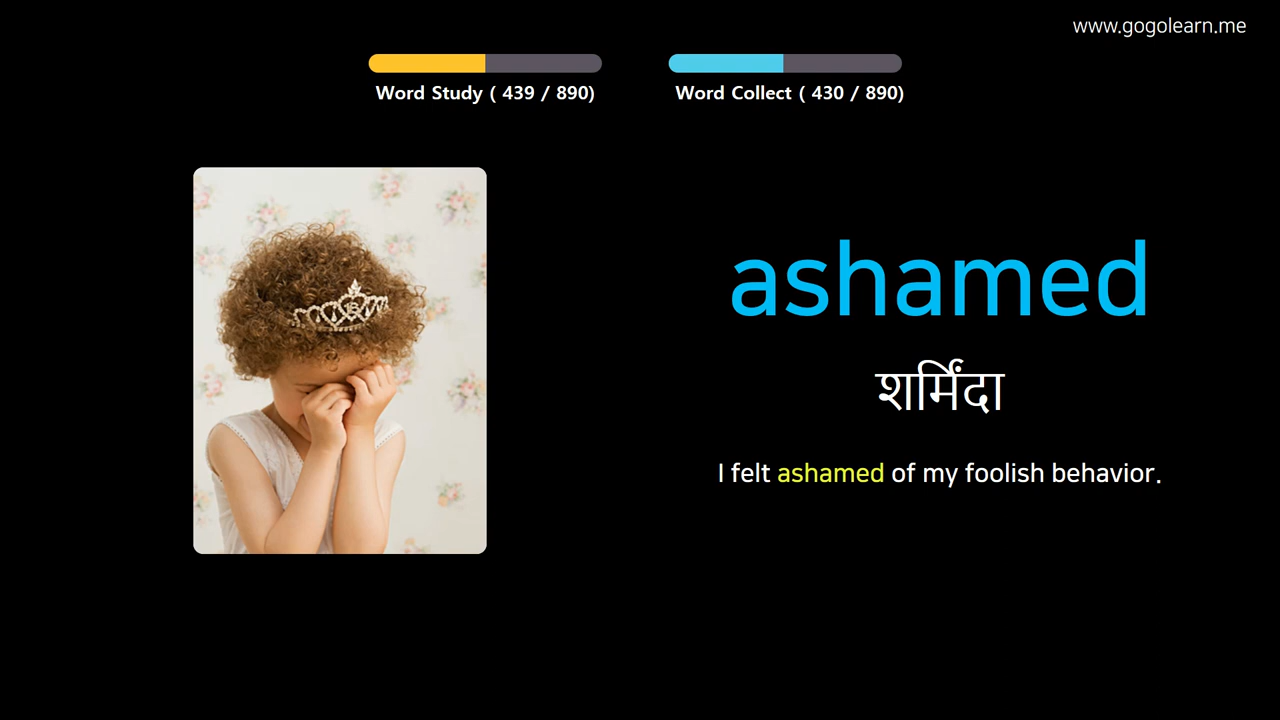 www.gogolearn.me
Word Study ( 439 / 890)
Word Collect ( 430 / 890)
ashamed
शर्मिंदा
I felt ashamed of my foolish behavior.